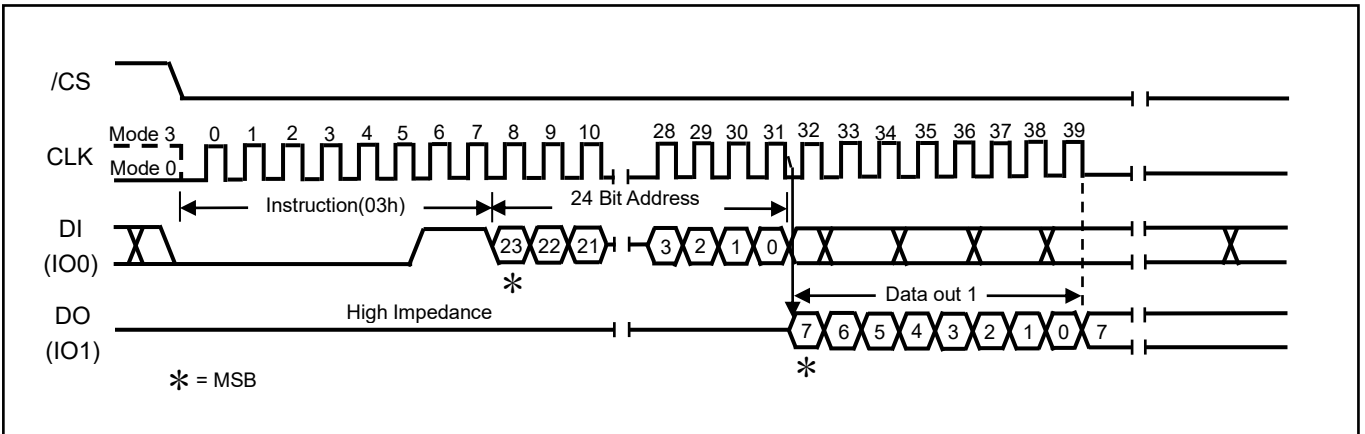 /CS
Mode 3 0 1 2 3 4 5 6 7 8 9 10 28 29 30 31 32 33 34 35 36 37 38 39
CLK
Mode 0
Instruction(03h) 24 Bit Address
DI
(IO0)
23 22 21 3 2 1 0
*
Data out 1
DO
(IO1)
High Impedance
7 6 5 4 3 2 1 0 7
*
* = MSB